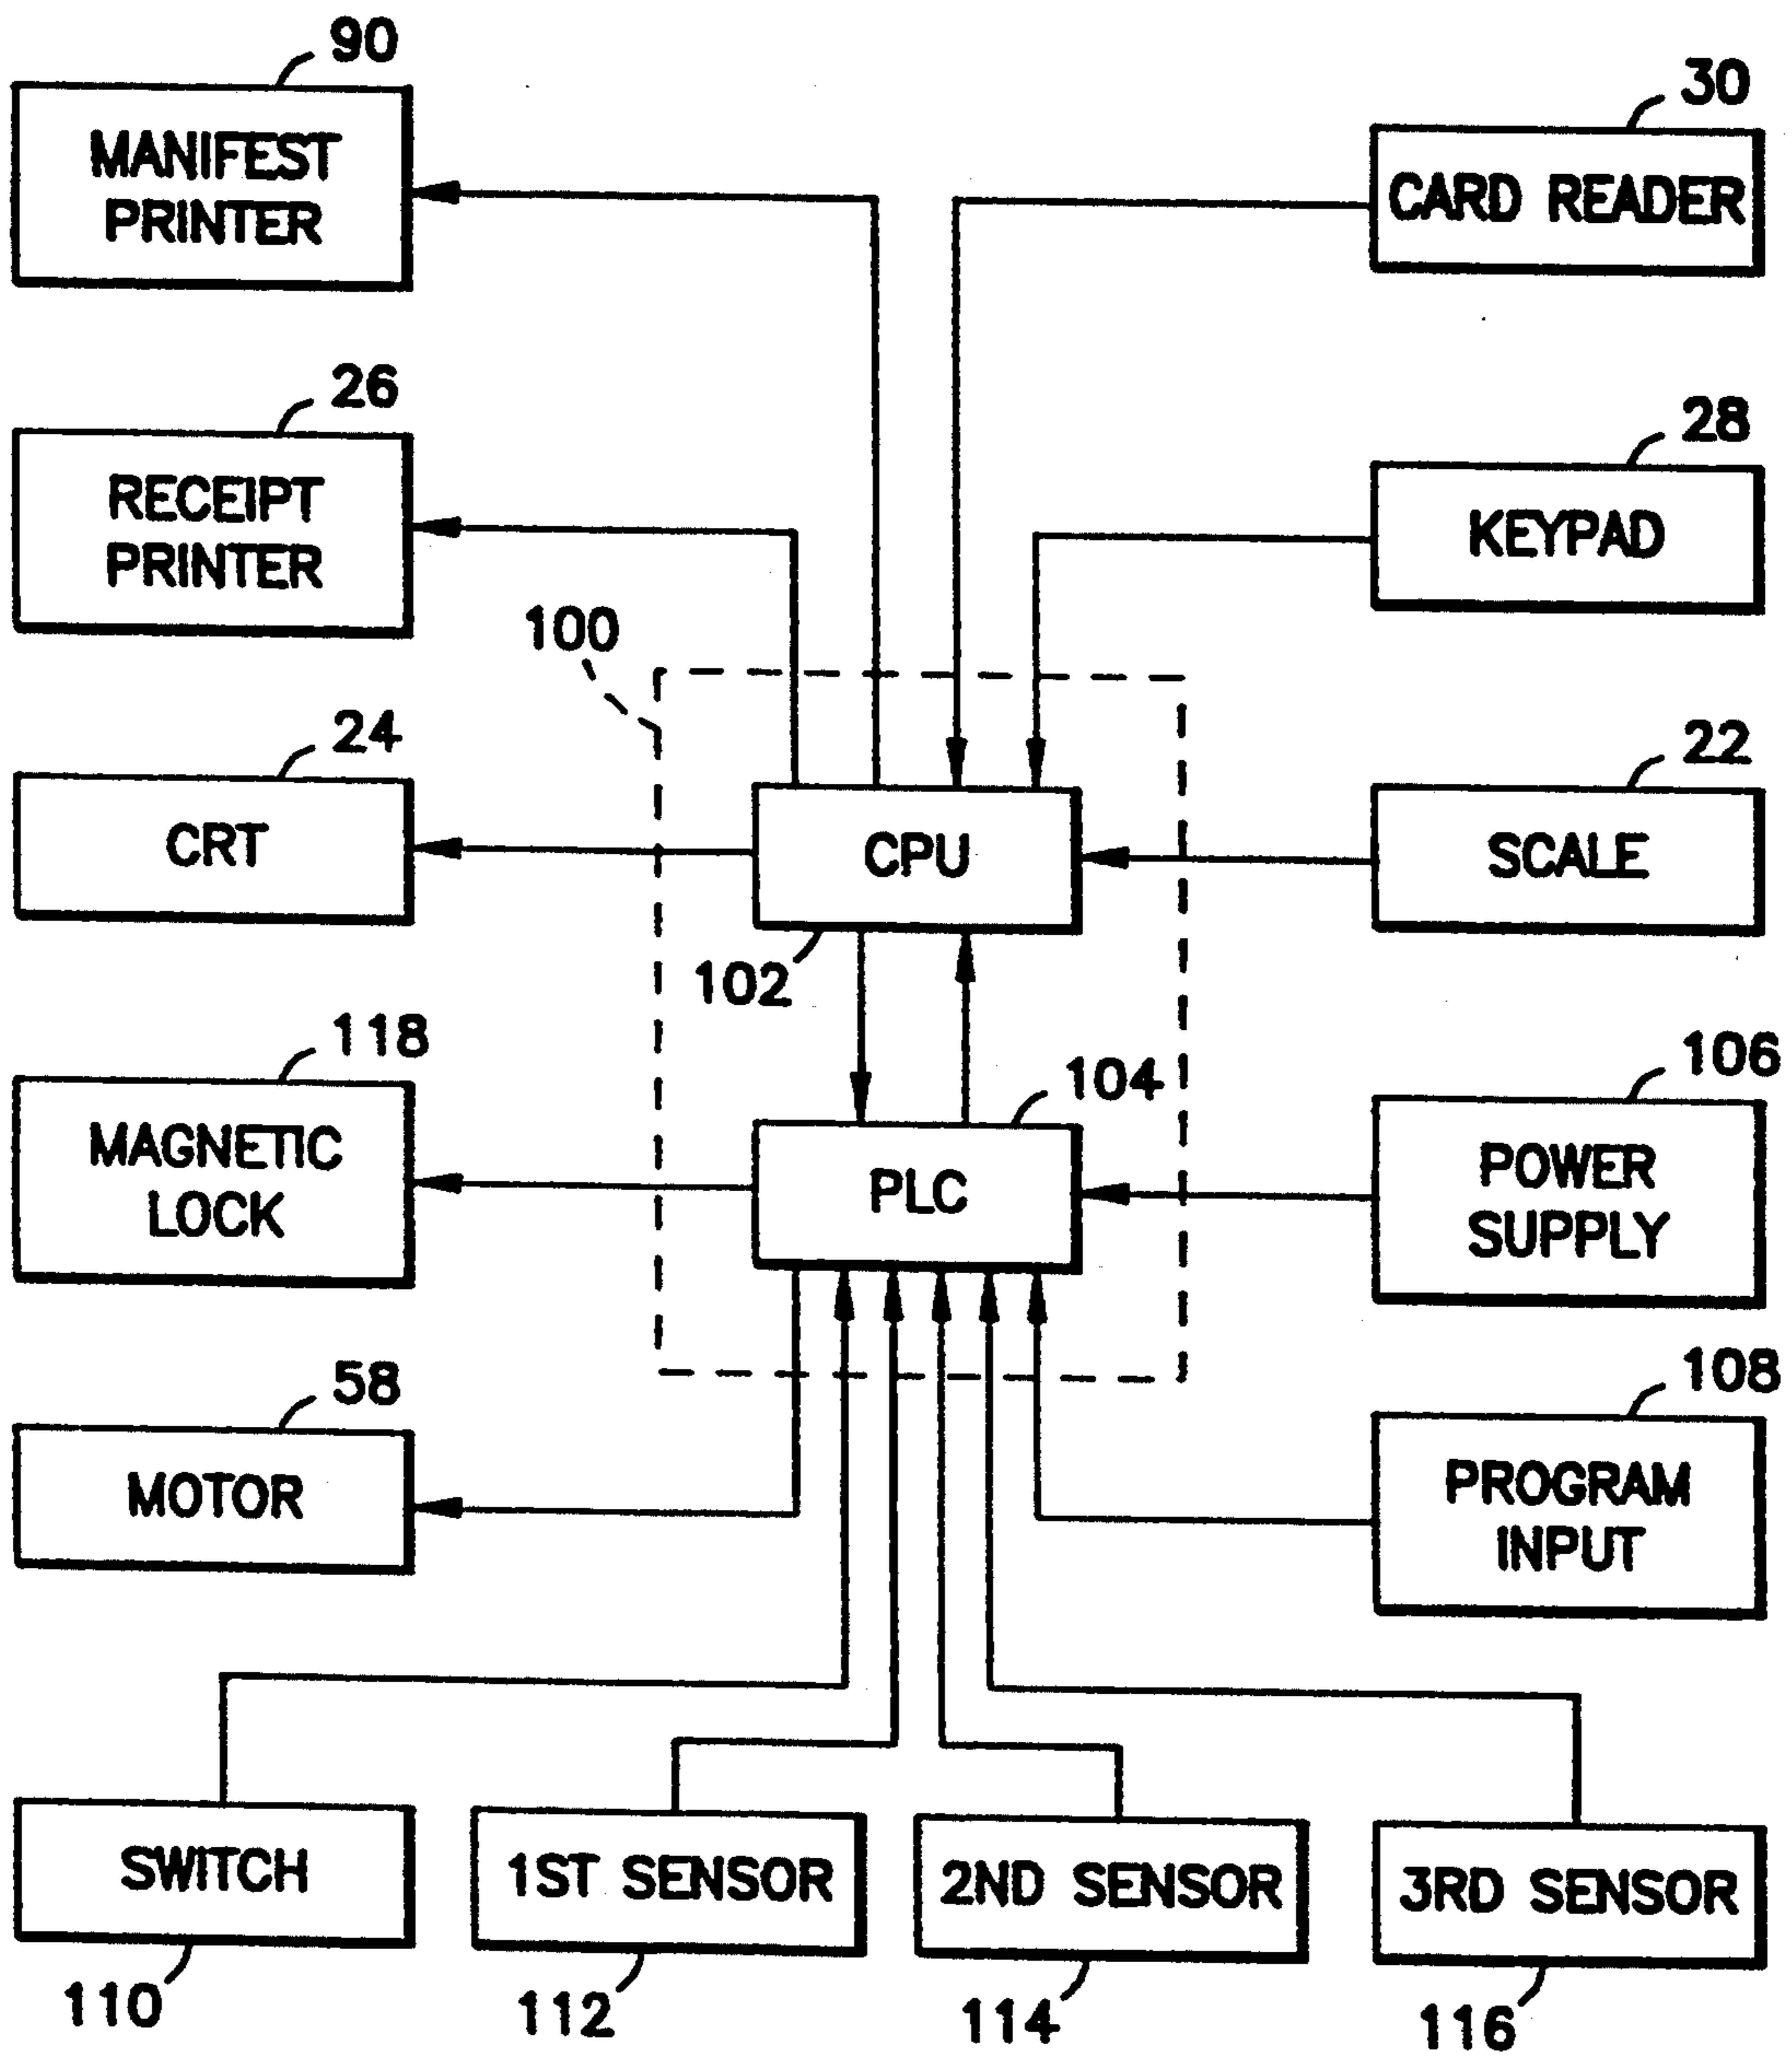 90
MANIFEST
PRINTER
30
CARD READER
26
RECEIPT
PRINTER
28
KEYPAD
100
24
CRT
CPU
102
22
SCALE
118
MAGNETIC
LOCK
104
PLC
106
POWER
SUPPLY
58
MOTOR
108
PROGRAM
INPUT
SWITCH
110
1ST SENSOR
112
2ND SENSOR
114
3RD SENSOR
116